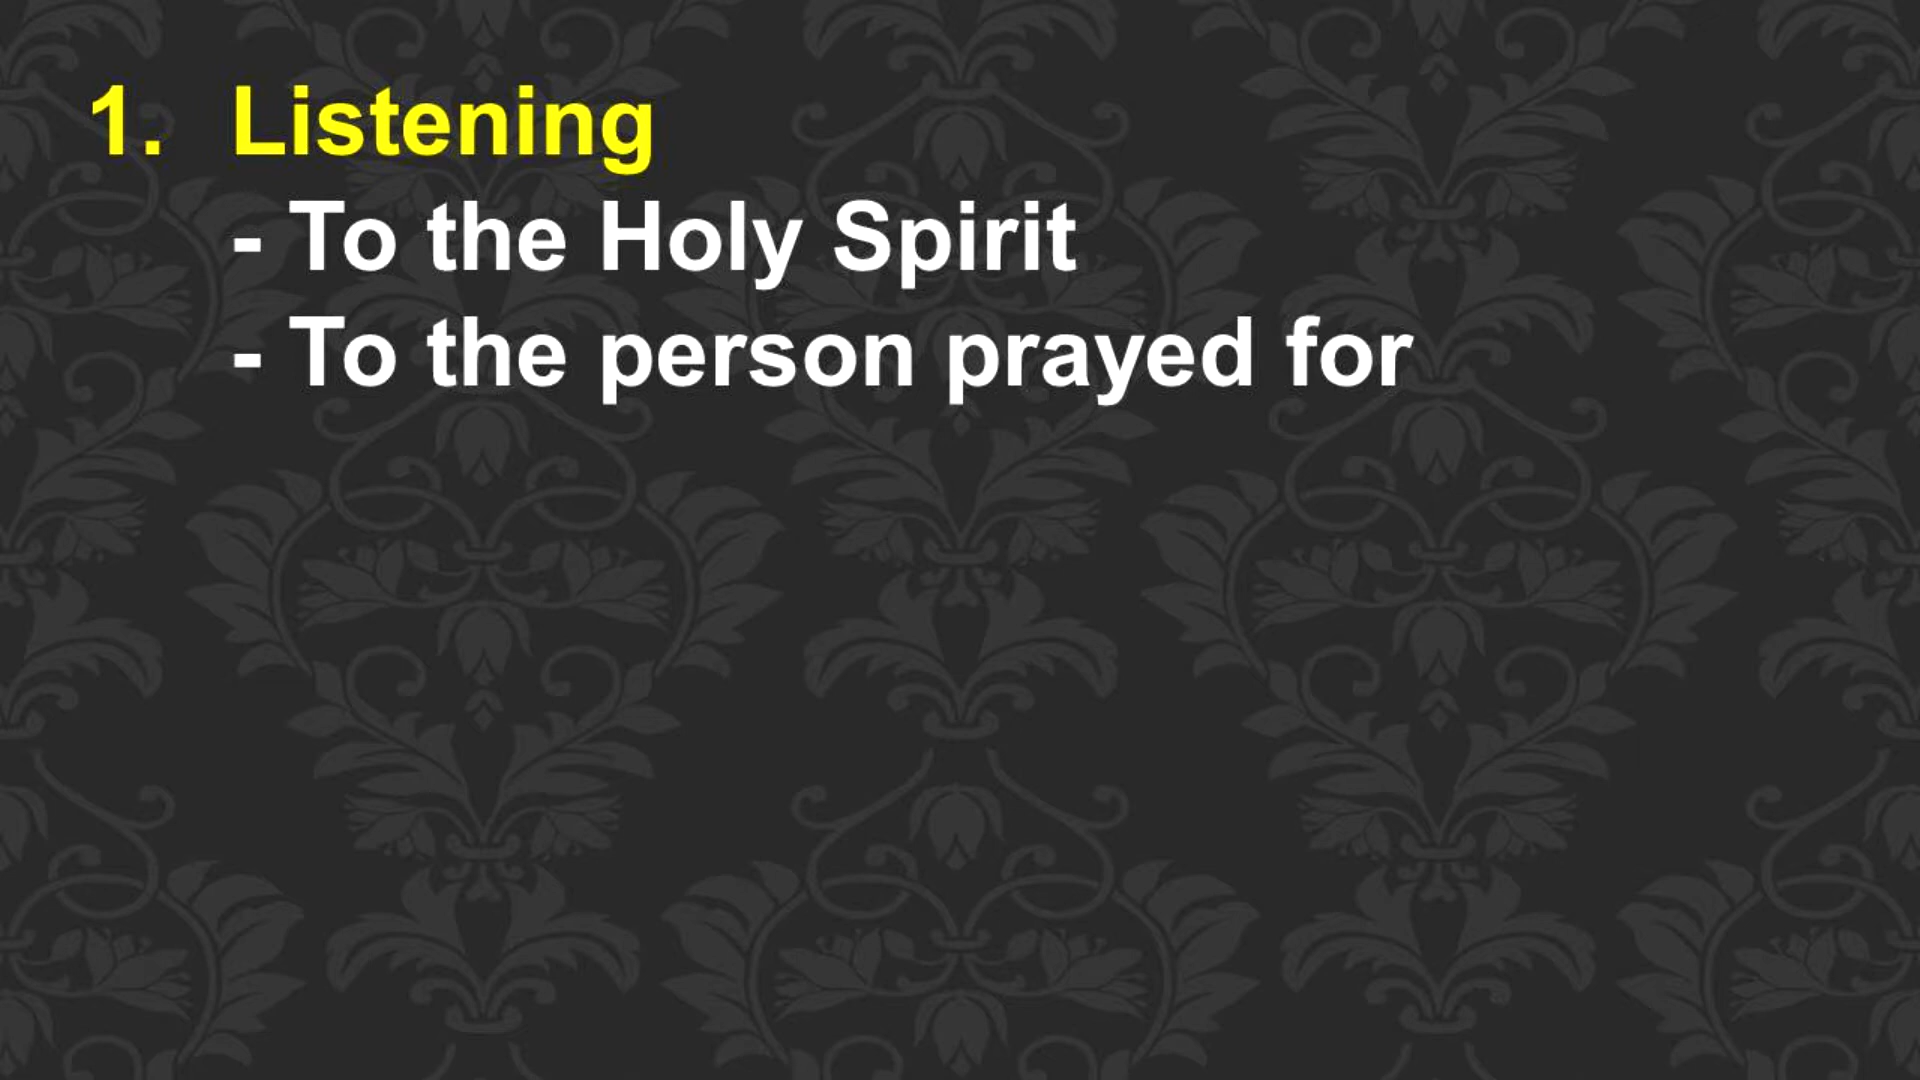 1. Listening
- To the Holy Spirit
- To the person prayed for